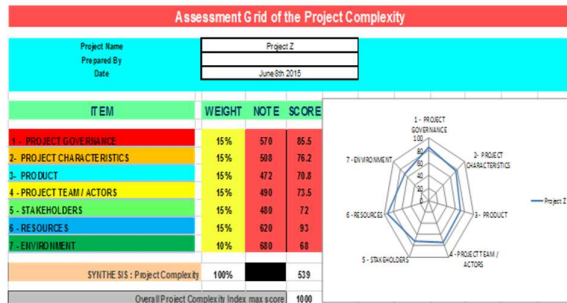 Assessment Grid of the Project Complexity
Project Name Project Z
Prepared By
Date June 8th 2015
ITEM WEIGHT NOTE SCORE
1 - PROJECT GOVERNANCE 15% 570 85.5
2- PROJECT CHARACTERISTICS 15% 508 76.2
3- PRODUCT 15% 472 70.8
4 - PROJECT TEAM / ACTORS 15% 490 73.5
5 - STAKEHOLDERS 15% 480 72
6 - RESOURCES 15% 620 93
7 - ENVIRONMENT 10% 680 68
SYNTHESIS : Project Complexity 100% 539
Overall Project Complexity Index max score 1000
1 - PROJECT
GOVERNANCE
100
80
60
40
20
0
2- PROJECT
CHARACTERISTICS
3- PRODUCT
4 - PROJECT TEAM /
ACTORS
5 - STAKEHOLDERS
6 - RESOURCES
7 - ENVIRONMENT
Project Z